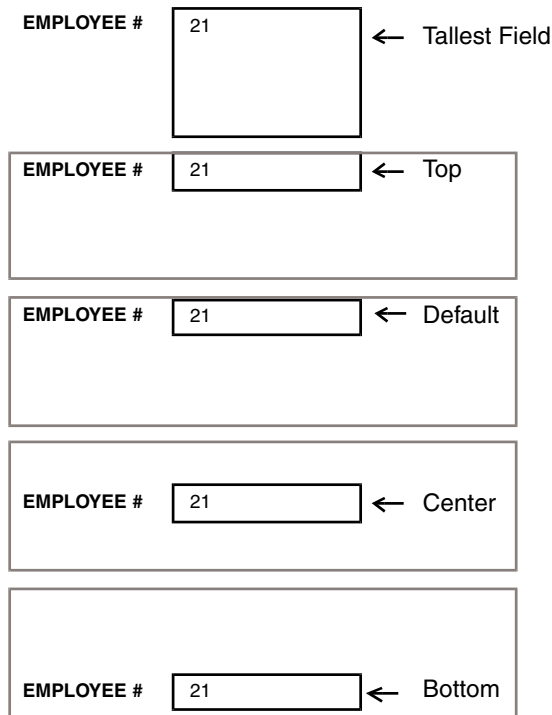 EMPLOYEE # 21 Tallest Field
EMPLOYEE # 21 Top
EMPLOYEE # 21 Default
EMPLOYEE # 21 Center
EMPLOYEE # 21 Bottom